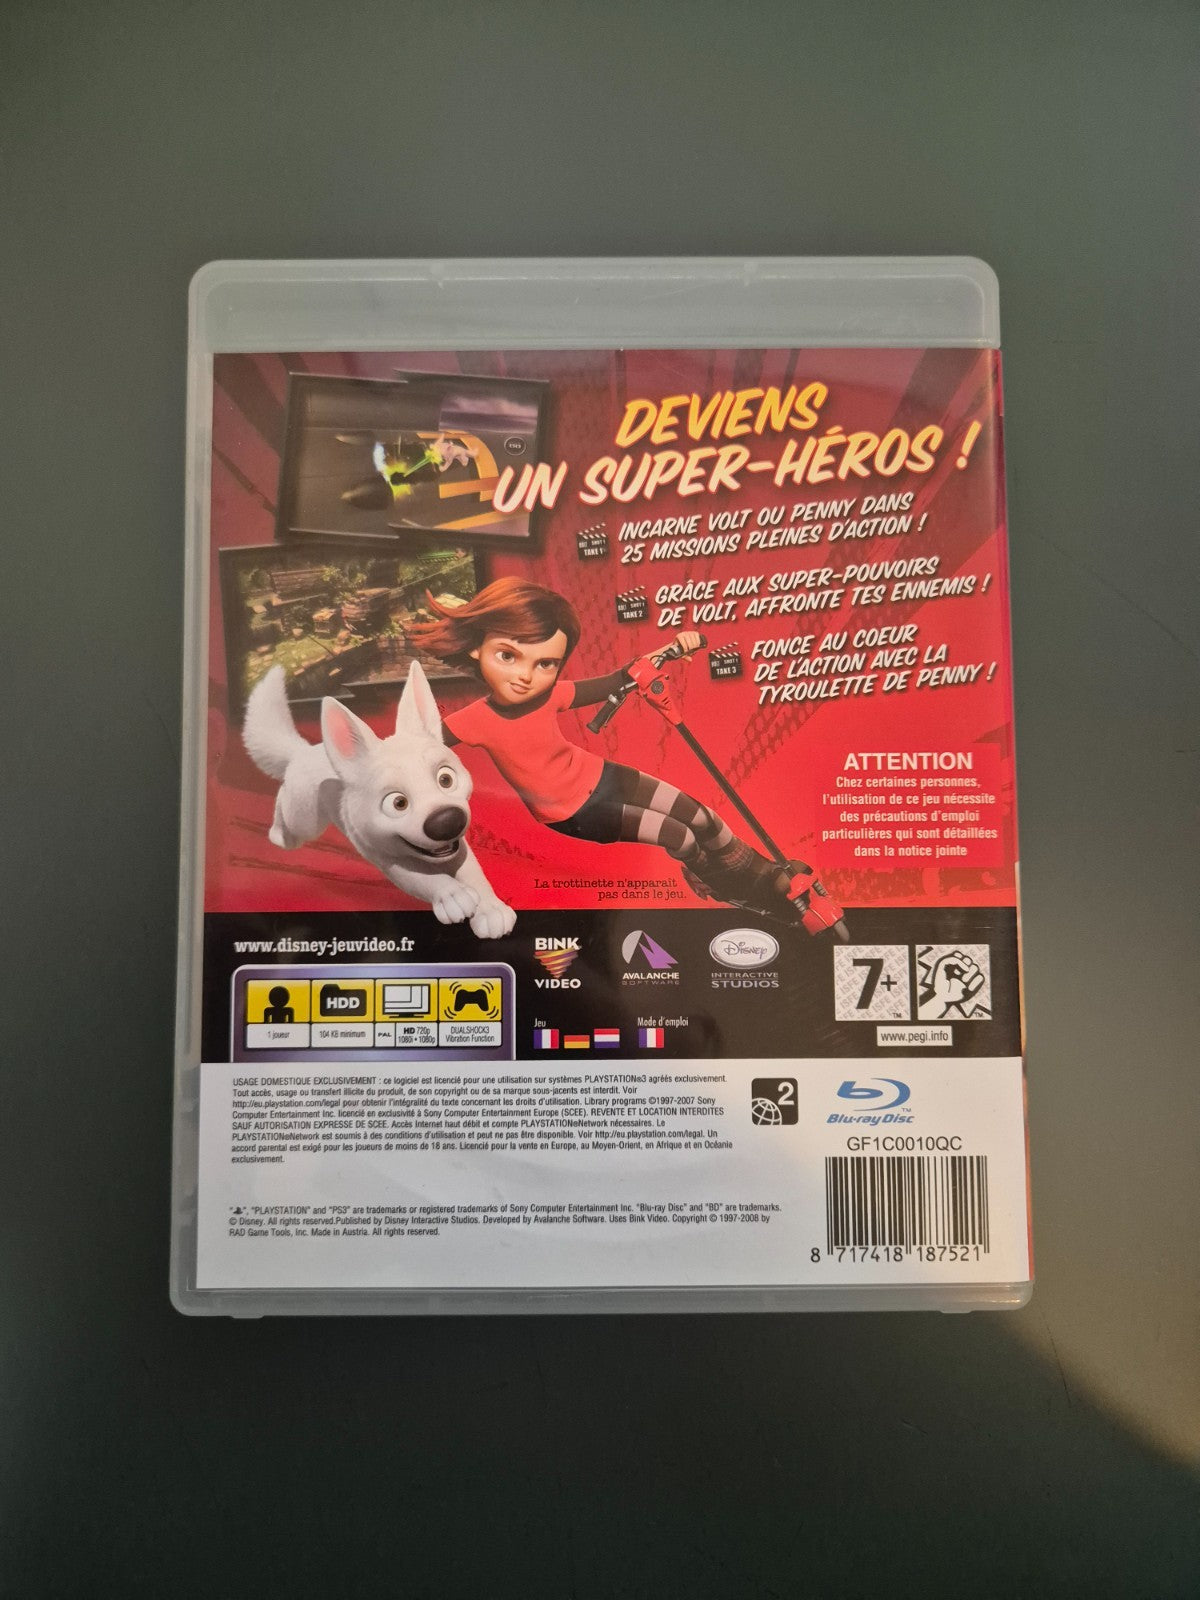 DEVIENS
UN SUPER-HÉROS !
INCARNE VOLT OU PENNY DANS
25 MISSIONS PLEINES D'ACTION !
TAKE 1
GRÂCE AUX SUPER-POUVOIRS
DE VOLT, AFFRONTE TES ENNEMIS !
TAKE 2
FONCE AU COEUR
DE L'ACTION AVEC LA
TYROULETTE DE PENNY !
TAKE 3
ATTENTION
Chez certaines personnes,
l'utilisation de ce jeu nécessite
des précautions d'emploi
particulières qui sont détaillées
dans la notice jointe
La trottinette n'apparaît
pas dans le jeu.
www.disney-jeuvideo.fr
BINK
VIDEO
AVALANCHE
SOFTWARE
Disney
INTERACTIVE
STUDIOS
7+
™
www.pegi.info
HDD
1 joueur
104 KB minimum
PAL
HD 720p
1080i • 1080p
DUALSHOCK3
Vibration Function
Jeu
Mode d'emploi
USAGE DOMESTIQUE EXCLUSIVEMENT : ce logiciel est licencié pour une utilisation sur systèmes PLAYSTATION®3 agréés exclusivement.
Tout accès, usage ou transfert illicite du produit, de son copyright ou de sa marque sous-jacents est interdit. Voir
http://eu.playstation.com/legal pour obtenir l'intégralité du texte concernant les droits d'utilisation. Library programs ©1997-2007 Sony
Computer Entertainment Inc. licencié en exclusivité à Sony Computer Entertainment Europe (SCEE). REVENTE ET LOCATION INTERDITES
SAUF AUTORISATION EXPRESSE DE SCEE. Accès Internet haut débit et compte PLAYSTATION®Network nécessaires. Le
PLAYSTATION®Network est soumis à des conditions d'utilisation et peut ne pas être disponible. Voir http://eu.playstation.com/legal. Un
accord parental est exigé pour les joueurs de moins de 18 ans. Licencié pour la vente en Europe, au Moyen-Orient, en Afrique et en Océanie
exclusivement.
2
Blu-ray Disc
™
GF1C0010QC
"", "PLAYSTATION" and "PS3" are trademarks or registered trademarks of Sony Computer Entertainment Inc. "Blu-ray Disc" and "BD" are trademarks.
© Disney. All rights reserved.Published by Disney Interactive Studios. Developed by Avalanche Software. Uses Bink Video. Copyright © 1997-2008 by
RAD Game Tools, Inc. Made in Austria. All rights reserved.
8 717418 187521